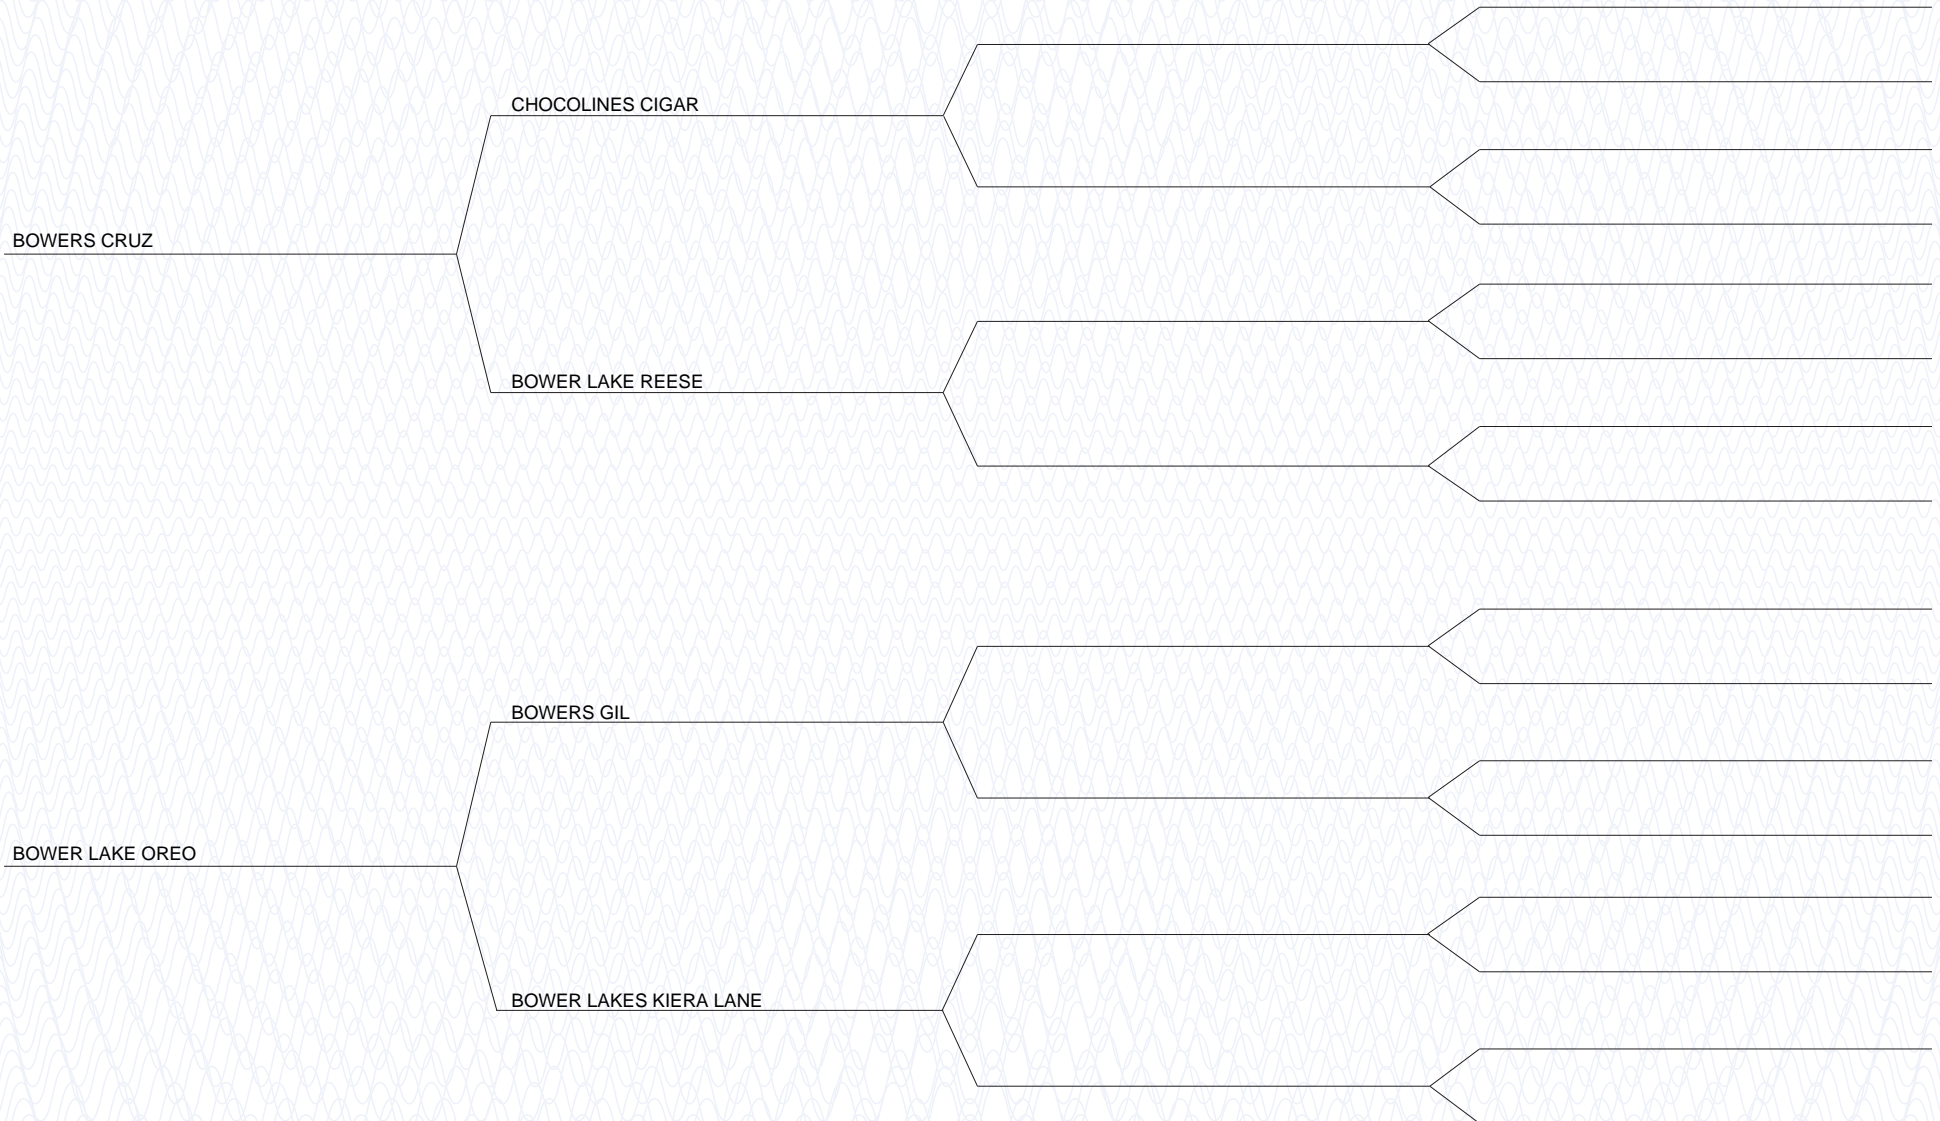 CHOCOLINES CIGAR
BOWERS CRUZ
BOWER LAKE REESE
BOWERS GIL
BOWER LAKE OREO
BOWER LAKES KIERA LANE